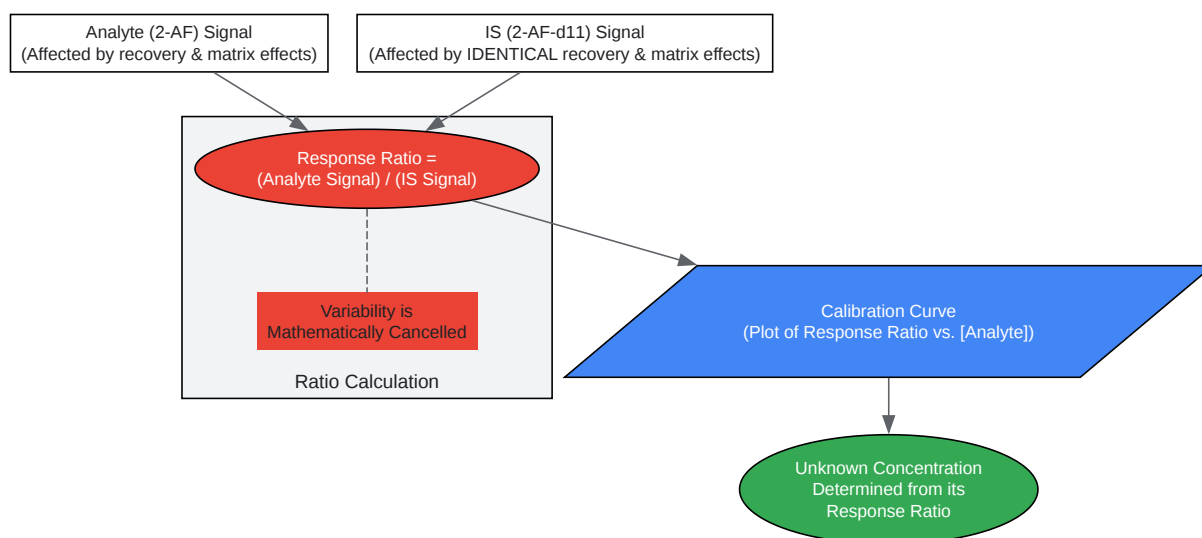 Analyte (2-AF) Signal
(Affected by recovery & matrix effects)
IS (2-AF-d11) Signal
(Affected by IDENTICAL recovery & matrix effects)
Response Ratio =
(Analyte Signal) / (IS Signal)
Variability is
Mathematically Cancelled
Ratio Calculation
Calibration Curve
(Plot of Response Ratio vs. [Analyte])
Unknown Concentration
Determined from its
Response Ratio